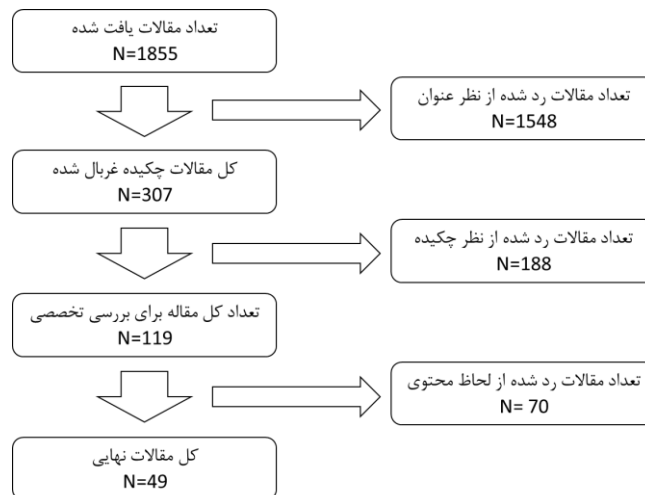 تعداد مقالات یافت شده
N=1855
تعداد مقالات رد شده از نظر عنوان
N=1548
کل مقالات چکیده غربال شده
N=307
تعداد مقالات رد شده از نظر چکیده
N=188
تعداد کل مقاله برای بررسی تخصصی
N=119
تعداد مقالات رد شده از لحاظ محتوی
N= 70
کل مقالات نهایی
N=49